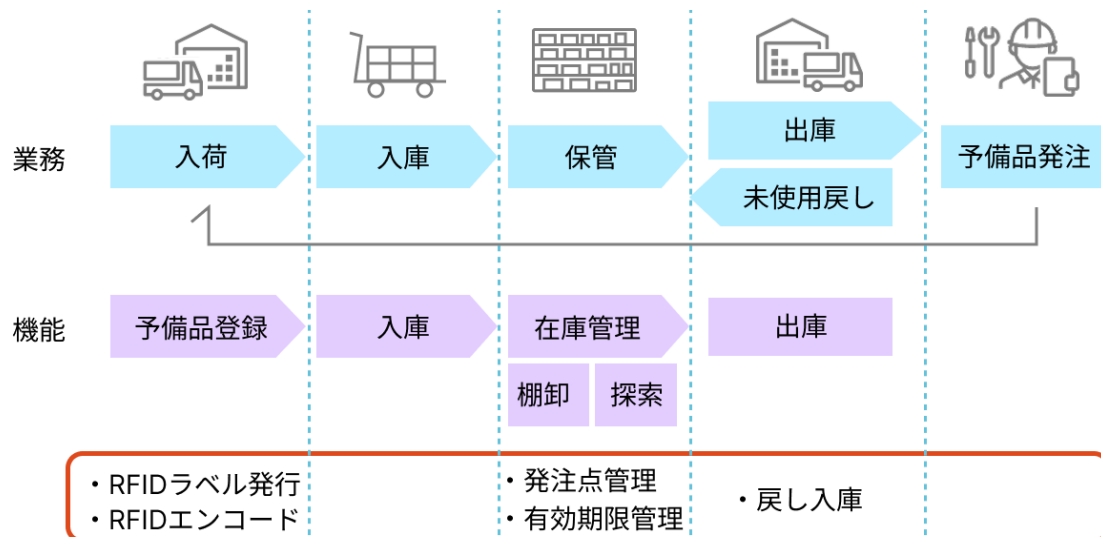 業務
入荷
入庫
保管
出庫
未使用戻し
予備品発注
機能
予備品登録
入庫
在庫管理
棚卸
探索
出庫
・RFIDラベル発行
・RFIDエンコード
・発注点管理
・有効期限管理
・戻し入庫